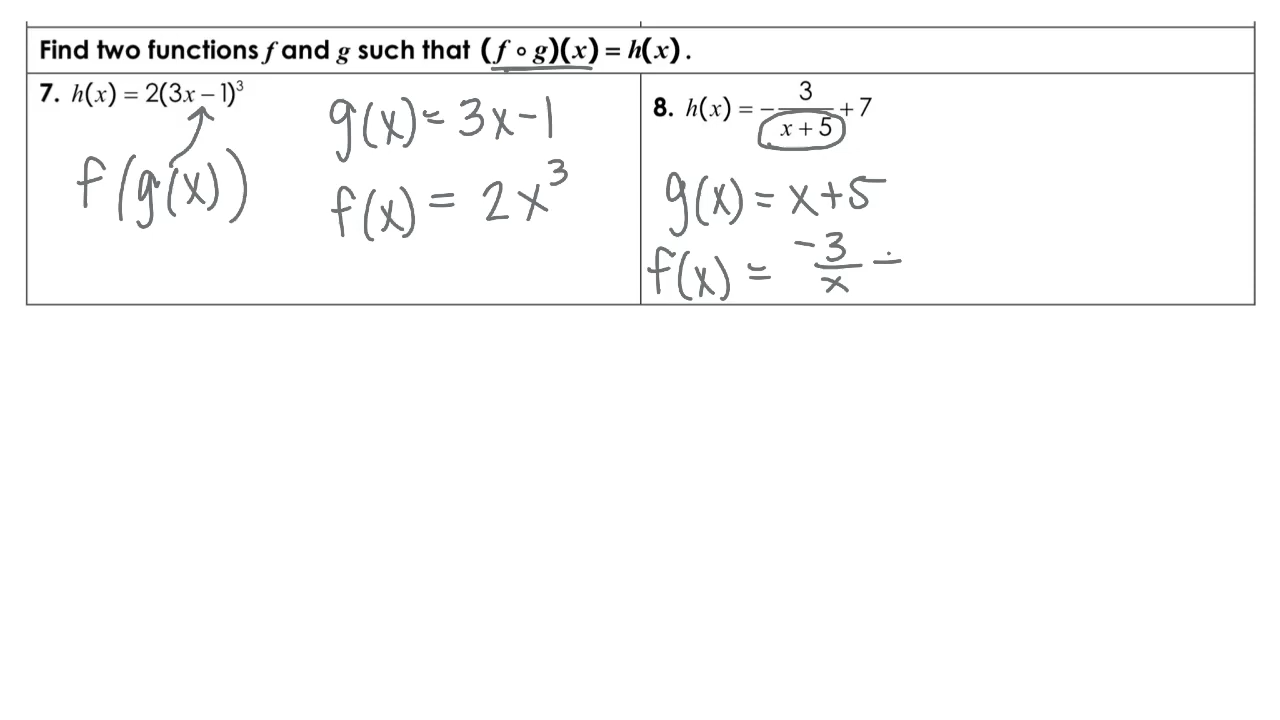 Find two functions f and g such that (f ∘ g)(x) = h(x).
7. h(x) = 2(3x – 1)³
f(g(x))
g(x) = 3x-1
f(x) = 2x³
8. h(x) = – 3/(x + 5) + 7
g(x) = x+5
f(x) = -3/x